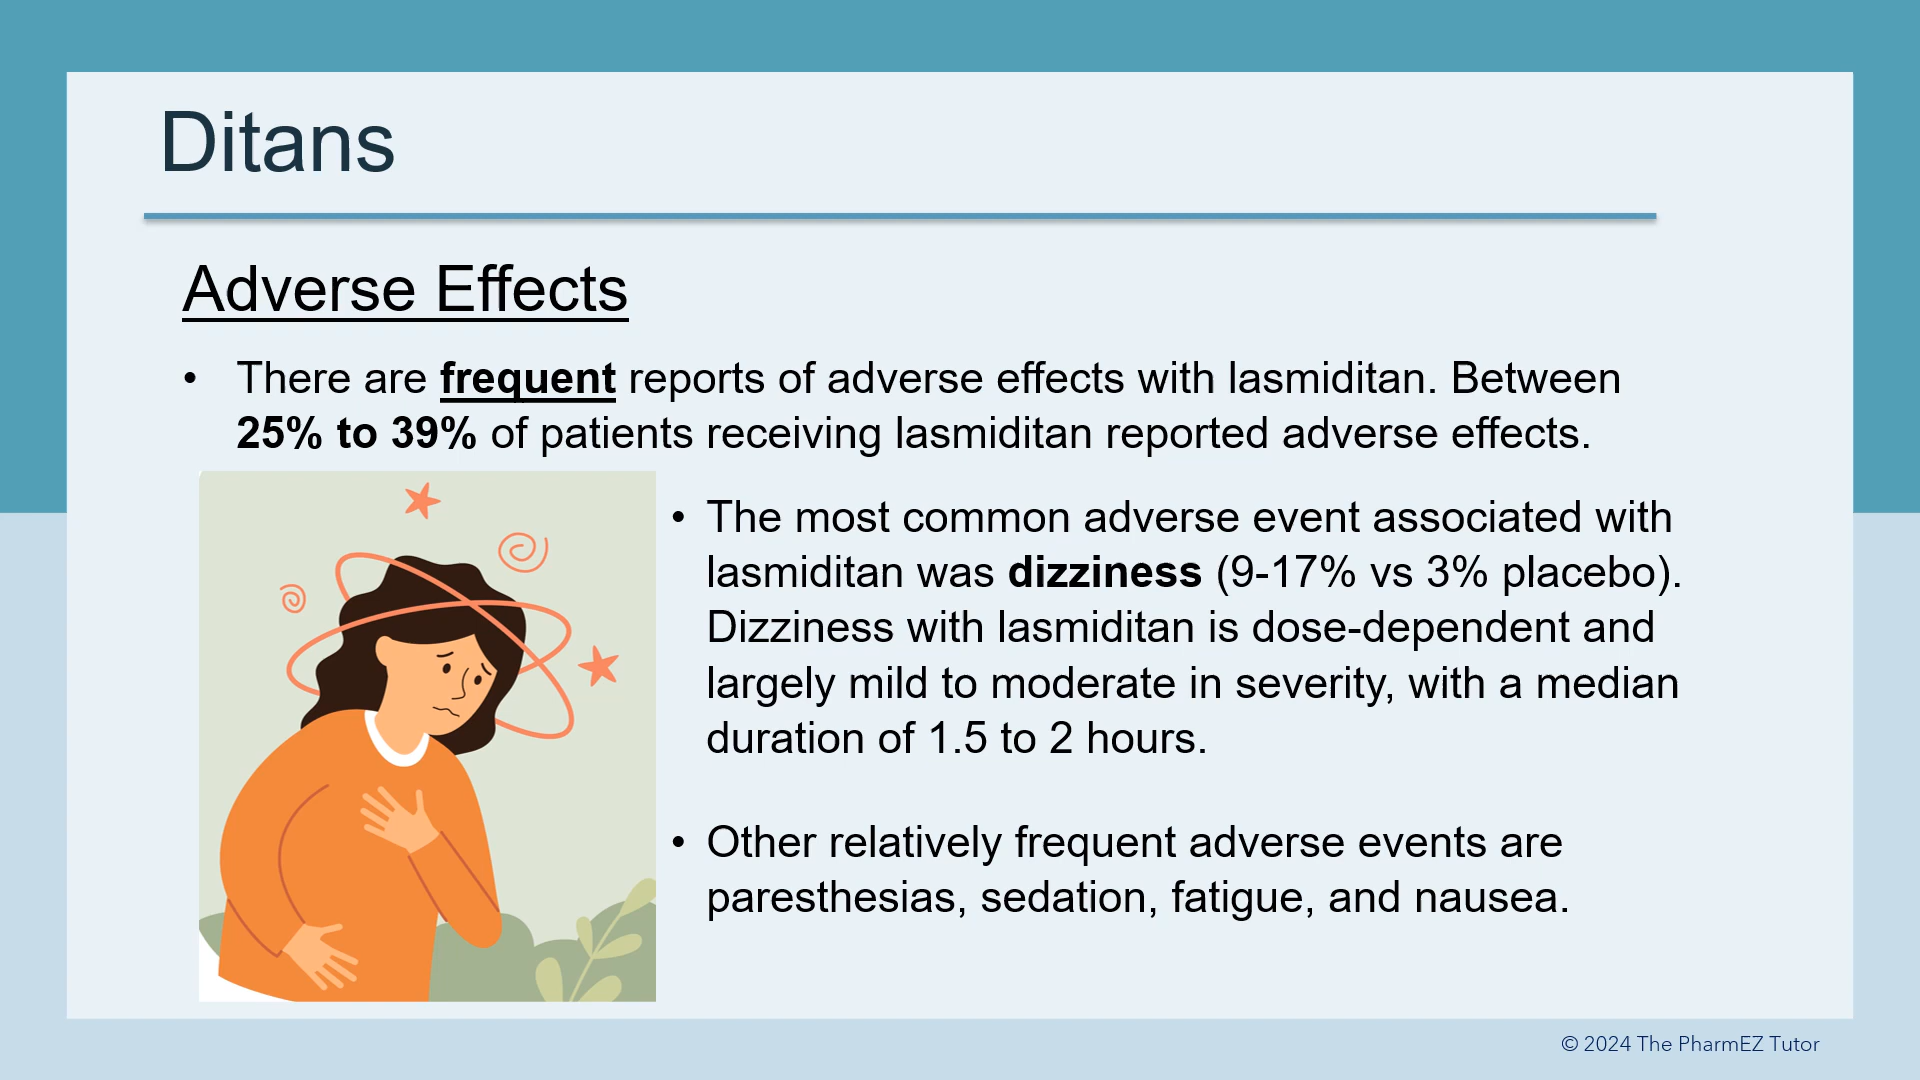 Ditans
Adverse Effects
• There are frequent reports of adverse effects with lasmiditan. Between
25% to 39% of patients receiving lasmiditan reported adverse effects.
• The most common adverse event associated with
lasmiditan was dizziness (9-17% vs 3% placebo).
Dizziness with lasmiditan is dose-dependent and
largely mild to moderate in severity, with a median
duration of 1.5 to 2 hours.
• Other relatively frequent adverse events are
paresthesias, sedation, fatigue, and nausea.
© 2024 The PharmEZ Tutor